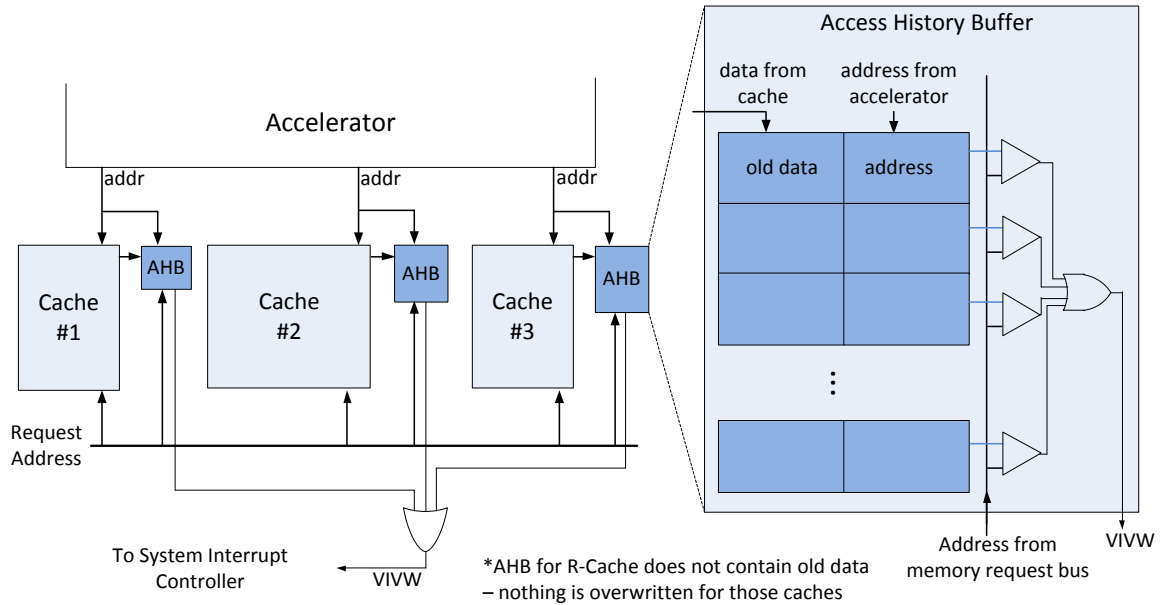 Access History Buffer
data from
cache
address from
accelerator
Accelerator
addr
addr
addr
old data
address
AHB
AHB
AHB
Cache
#1
Cache
#2
Cache
#3
...
Request
Address
To System Interrupt
Controller
VIVW
*AHB for R-Cache does not contain old data
– nothing is overwritten for those caches
Address from
memory request bus
VIVW